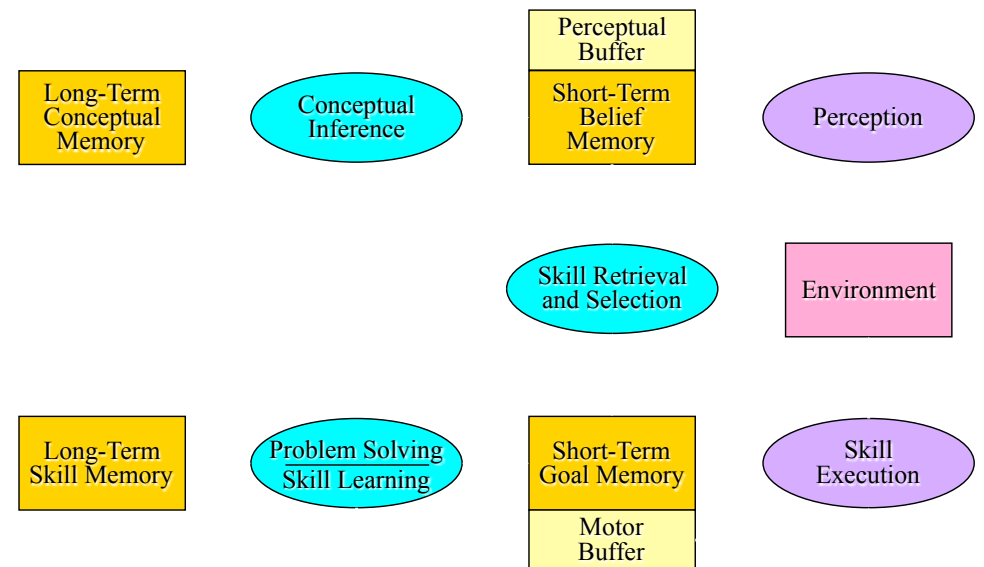 Perceptual
Buffer
Long-Term
Conceptual
Memory
Conceptual
Inference
Short-Term
Belief
Memory
Perception
Skill Retrieval
and Selection
Environment
Long-Term
Skill Memory
Problem Solving
Skill Learning
Short-Term
Goal Memory
Skill
Execution
Motor
Buffer